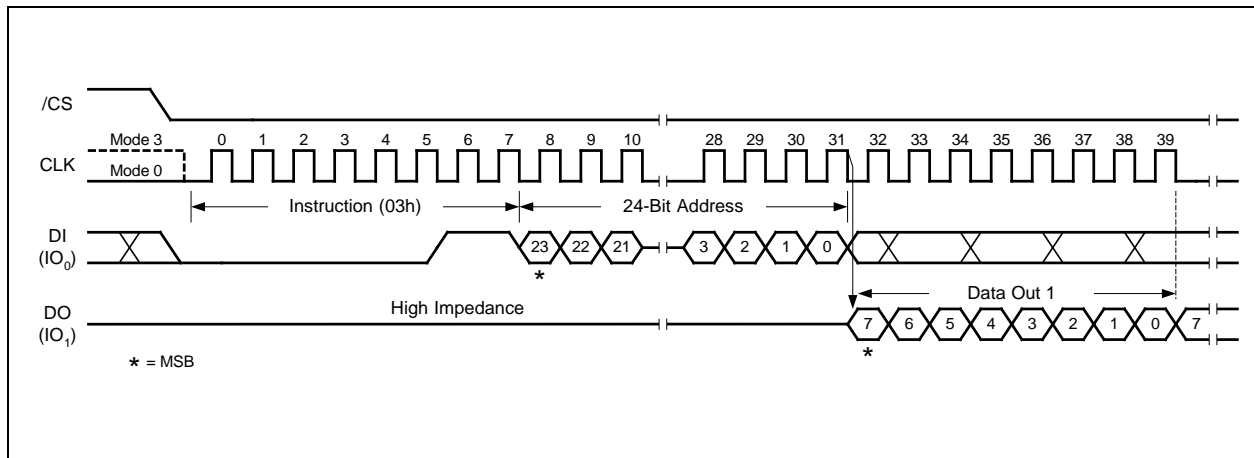 /CS
Mode 3 0 1 2 3 4 5 6 7 8 9 10 28 29 30 31 32 33 34 35 36 37 38 39
CLK
Mode 0
Instruction (03h) 24-Bit Address
DI
(IO0)
23 22 21 3 2 1 0
*
Data Out 1
High Impedance
DO
(IO1)
7 6 5 4 3 2 1 0 7
*
* = MSB